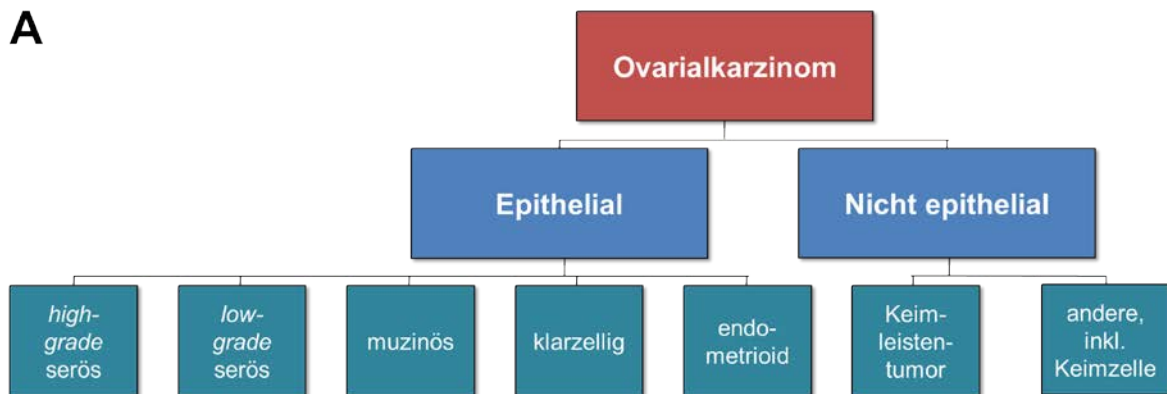 A
Ovarialkarzinom
Epithelial
Nicht epithelial
high-
grade
serös
low-
grade
serös
muzinös
klarzellig
endo-
metrioid
Keim-
leisten-
tumor
andere,
inkl.
Keimzelle